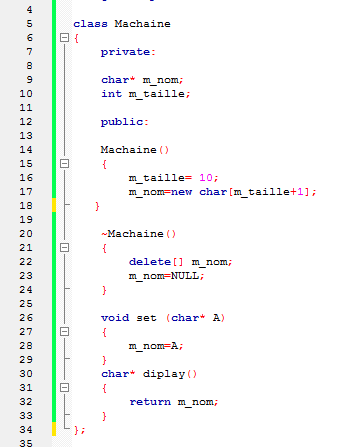 4
5 class Machaine
6 {
7 private:
8
9 char* m_nom;
10 int m_taille;
11
12 public:
13
14 Machaine()
15 {
16 m_taille= 10;
17 m_nom=new char[m_taille+1];
18 }
19
20 ~Machaine()
21 {
22 delete[] m_nom;
23 m_nom=NULL;
24 }
25
26 void set (char* A)
27 {
28 m_nom=A;
29 }
30 char* diplay()
31 {
32 return m_nom;
33 }
34 };
35